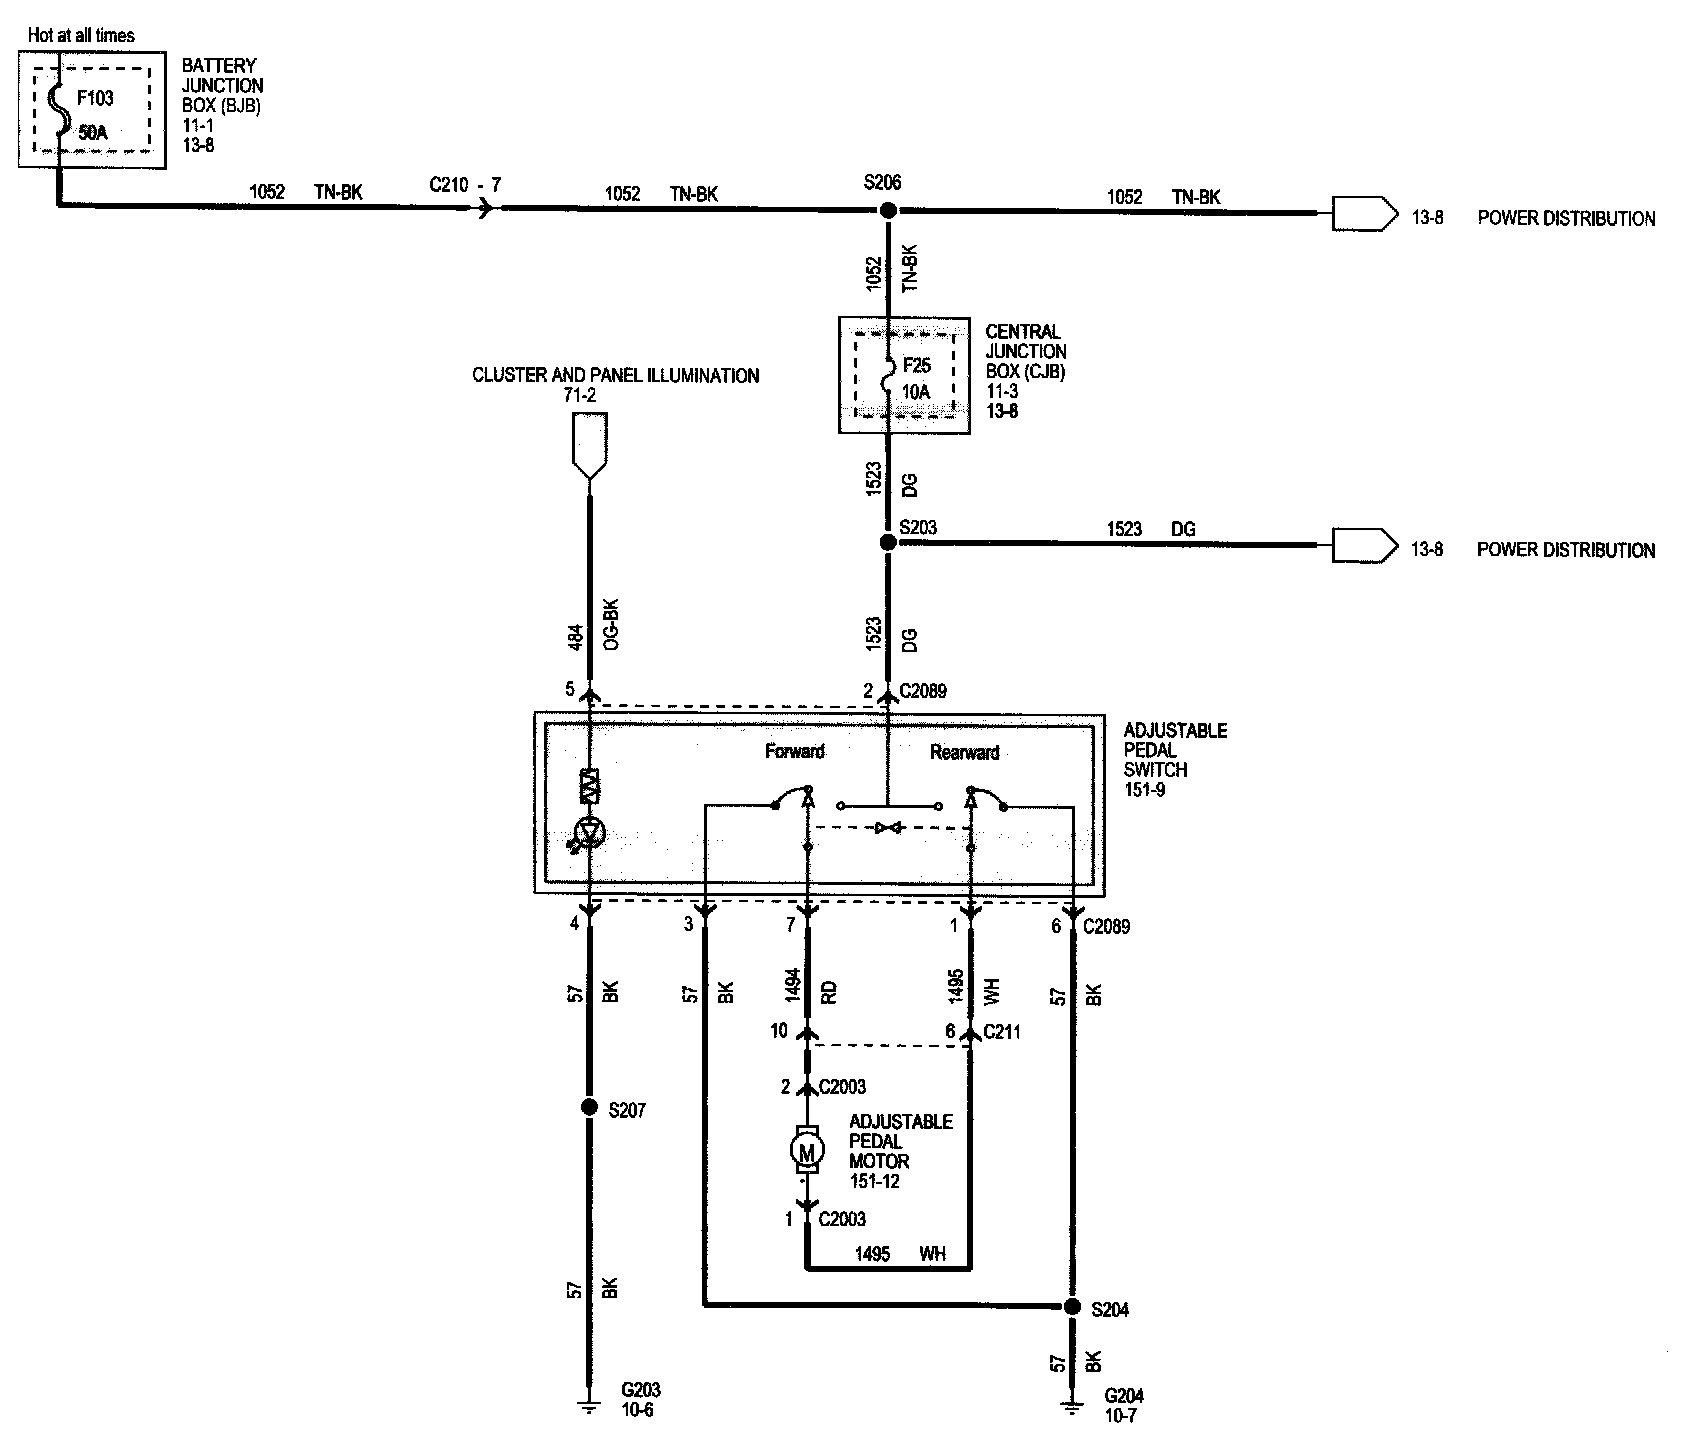 Hot at all times
F103
50A
BATTERY
JUNCTION
BOX (BJB)
11-1
13-8
1052 TN-BK
C210 - 7
1052 TN-BK
S206
1052 TN-BK
13-8 POWER DISTRIBUTION
1052
TN-BK
F25
10A
CENTRAL
JUNCTION
BOX (CJB)
11-3
13-8
CLUSTER AND PANEL ILLUMINATION
71-2
1523
DG
S203
1523 DG
13-8 POWER DISTRIBUTION
484
OG-BK
1523
DG
5
2 C2089
Forward
Rearward
ADJUSTABLE
PEDAL
SWITCH
151-9
4
3
7
1
6 C2089
57
BK
57
BK
1494
RD
1495
WH
57
BK
10
6 C211
2 C2003
M
ADJUSTABLE
PEDAL
MOTOR
151-12
S207
1 C2003
1495 WH
57
BK
S204
57
BK
G203
10-6
G204
10-7